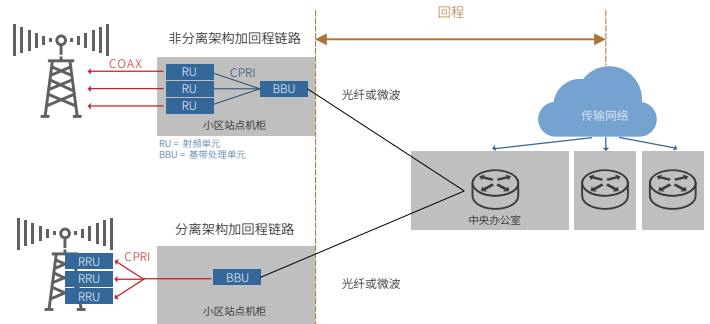 回程
非分离架构加回程链路
COAX
RU
RU
RU
CPRI
BBU
小区站点机柜
RU = 射频单元
BBU = 基带处理单元
光纤或微波
传输网络
中央办公室
分离架构加回程链路
RRU
RRU
RRU
CPRI
BBU
小区站点机柜
光纤或微波